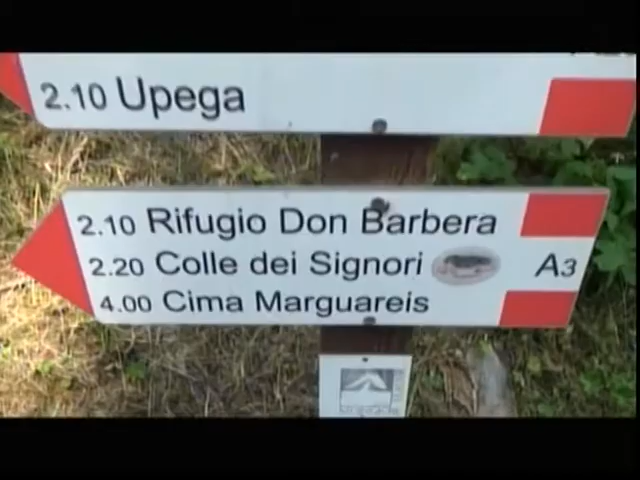 2.10 Upega
2.10 Rifugio Don Barbera
2.20 Colle dei Signori
A3
4.00 Cima Marguareis